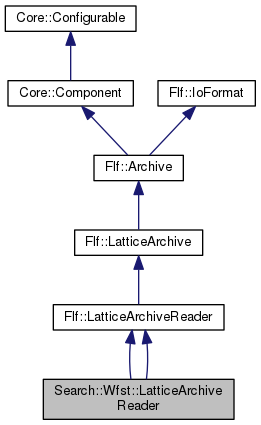 Core::Configurable
Core::Component
Flf::IoFormat
Flf::Archive
Flf::LatticeArchive
Flf::LatticeArchiveReader
Search::Wfst::LatticeArchive
Reader